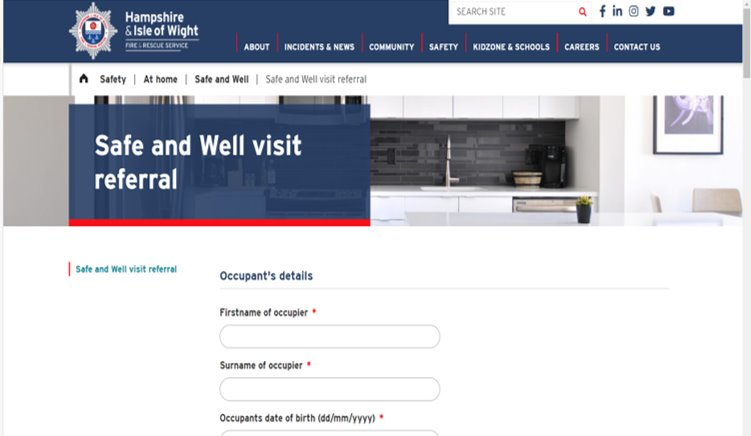 SEARCH SITE
Hampshire
& Isle of Wight
FIRE & RESCUE SERVICE
ABOUT | INCIDENTS & NEWS | COMMUNITY | SAFETY | KIDZONE & SCHOOLS | CAREERS | CONTACT US
Safety | At home | Safe and Well | Safe and Well visit referral
Safe and Well visit
referral
Safe and Well visit referral
Occupant's details
Firstname of occupier *
Surname of occupier *
Occupants date of birth (dd/mm/yyyy) *